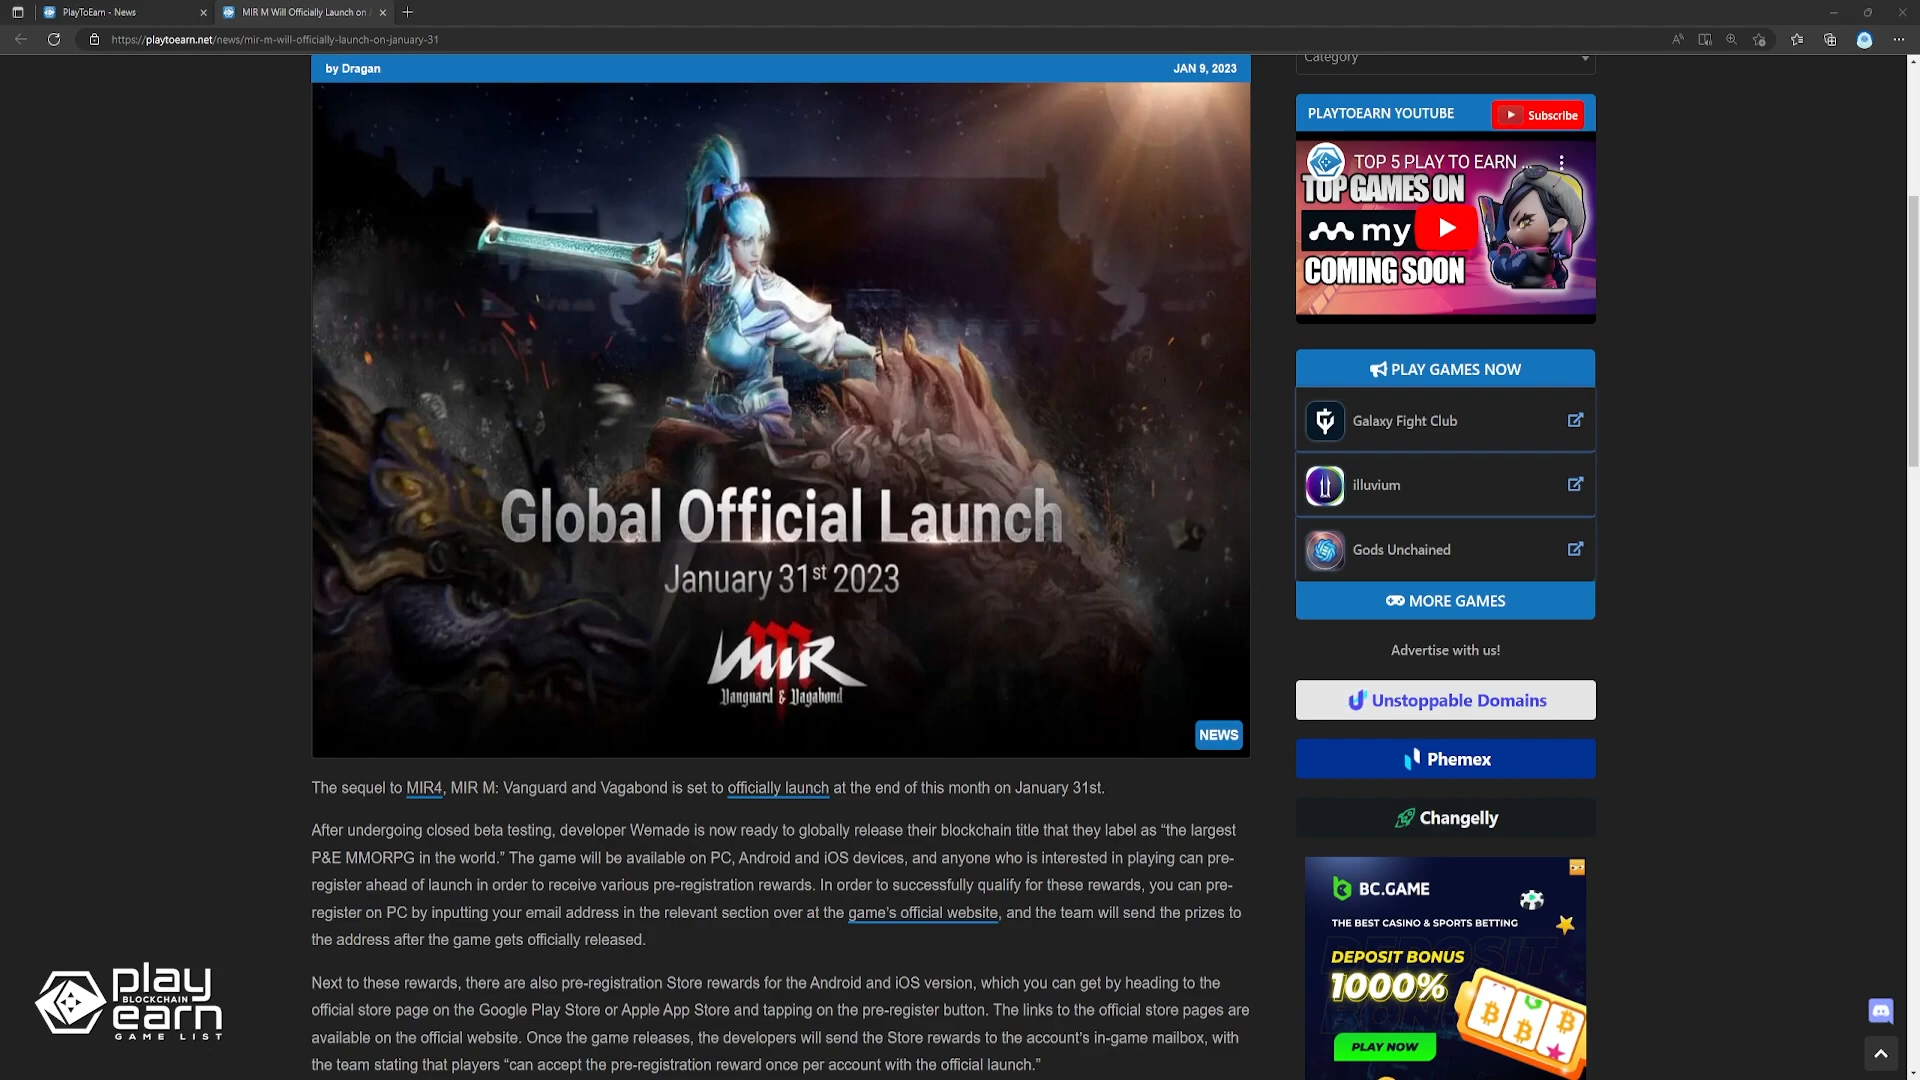 PlayToEarn - News
MIR M Will Officially Launch on J
https://playtoearn.net/news/mir-m-will-officially-launch-on-january-31
by Dragan
JAN 9, 2023
Global Official Launch
January 31st 2023
MIR
M
Vanguard & Vagabond
NEWS
The sequel to MIR4, MIR M: Vanguard and Vagabond is set to officially launch at the end of this month on January 31st.
After undergoing closed beta testing, developer Wemade is now ready to globally release their blockchain title that they label as “the largest
P&E MMORPG in the world.” The game will be available on PC, Android and iOS devices, and anyone who is interested in playing can pre-
register ahead of launch in order to receive various pre-registration rewards. In order to successfully qualify for these rewards, you can pre-
register on PC by inputting your email address in the relevant section over at the game’s official website, and the team will send the prizes to
the address after the game gets officially released.
Next to these rewards, there are also pre-registration Store rewards for the Android and iOS version, which you can get by heading to the
official store page on the Google Play Store or Apple App Store and tapping on the pre-register button. The links to the official store pages are
available on the official website. Once the game releases, the developers will send the Store rewards to the account’s in-game mailbox, with
the team stating that players “can accept the pre-registration reward once per account with the official launch.”
Category
PLAYTOEARN YOUTUBE
Subscribe
TOP 5 PLAY TO EARN ...
TOP GAMES ON
my
COMING SOON
PLAY GAMES NOW
Galaxy Fight Club
illuvium
Gods Unchained
MORE GAMES
Advertise with us!
Unstoppable Domains
Phemex
Changelly
BC.GAME
THE BEST CASINO & SPORTS BETTING
DEPOSIT BONUS
1000%
PLAY NOW
play
BLOCKCHAIN
earn
GAME LIST